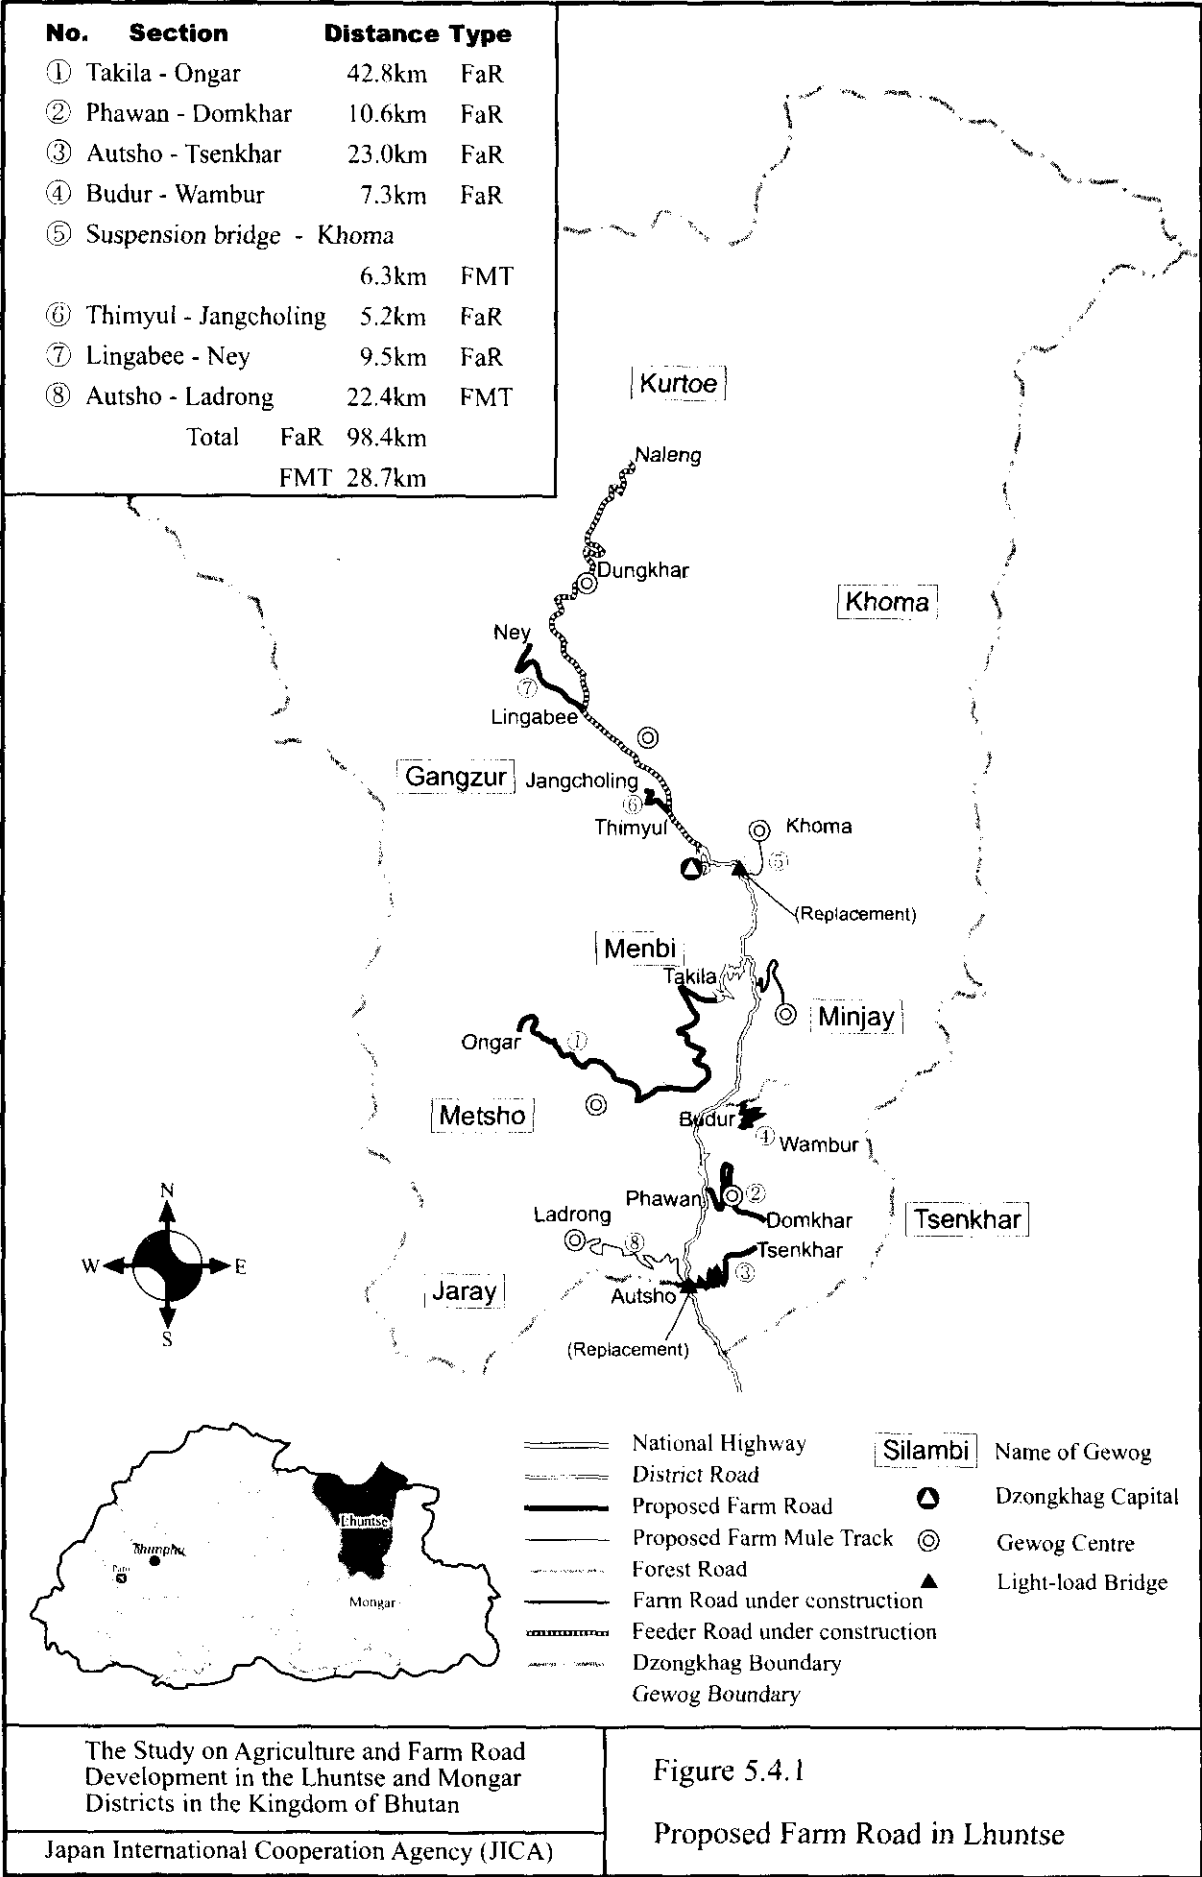 No. Section Distance Type
① Takila - Ongar 42.8km FaR
② Phawan - Domkhar 10.6km FaR
③ Autsho - Tsenkhar 23.0km FaR
④ Budur - Wambur 7.3km FaR
⑤ Suspension bridge - Khoma
6.3km FMT
⑥ Thimyul - Jangcholing 5.2km FaR
⑦ Lingabee - Ney 9.5km FaR
⑧ Autsho - Ladrong 22.4km FMT
Total FaR 98.4km
FMT 28.7km
Kurtoe
Naleng
Dungkhar
Khoma
Ney
⑦
Lingabee
Gangzur
Jangcholing
⑥
Thimyul
Khoma
⑤
(Replacement)
Menbi
Takila
Minjay
Ongar
①
Metsho
Budur
④
Wambur
Phawan
②
Domkhar
Tsenkhar
Ladrong
⑧
Tsenkhar
③
Jaray
Autsho
(Replacement)
N
W
E
S
National Highway
District Road
Proposed Farm Road
Proposed Farm Mule Track
Forest Road
Farm Road under construction
Feeder Road under construction
Dzongkhag Boundary
Gewog Boundary
Silambi Name of Gewog
Dzongkhag Capital
Gewog Centre
Light-load Bridge
Lhuntse
Thimphu
Paro
Mongar
The Study on Agriculture and Farm Road
Development in the Lhuntse and Mongar
Districts in the Kingdom of Bhutan
Japan International Cooperation Agency (JICA)
Figure 5.4.1
Proposed Farm Road in Lhuntse